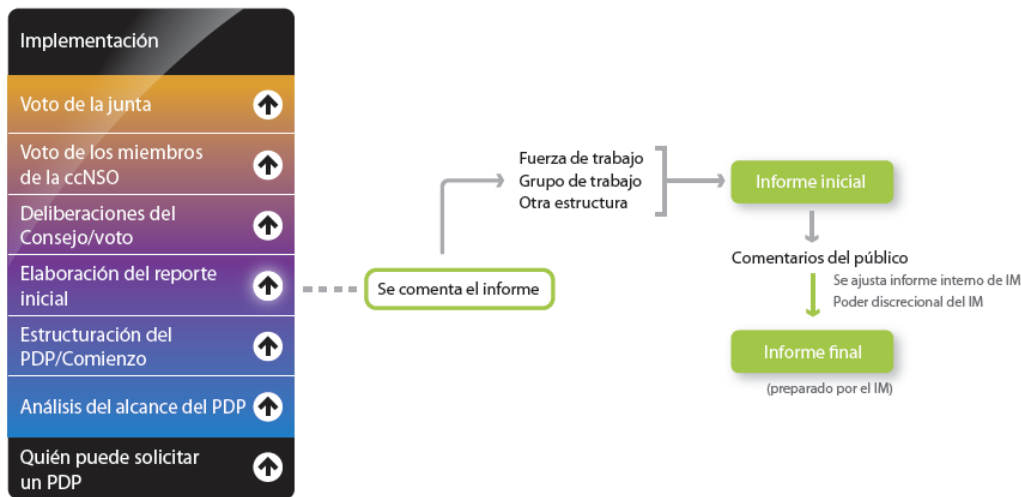 Implementación
Voto de la junta
Voto de los miembros
de la ccNSO
Deliberaciones del
Consejo/voto
Elaboración del reporte
inicial
Estructuración del
PDP/Comienzo
Análisis del alcance del PDP
Quién puede solicitar
un PDP
Se comenta el informe
Fuerza de trabajo
Grupo de trabajo
Otra estructura
Informe inicial
Comentarios del público
Se ajusta informe interno de IM
Poder discrecional del IM
Informe final
(preparado por el IM)